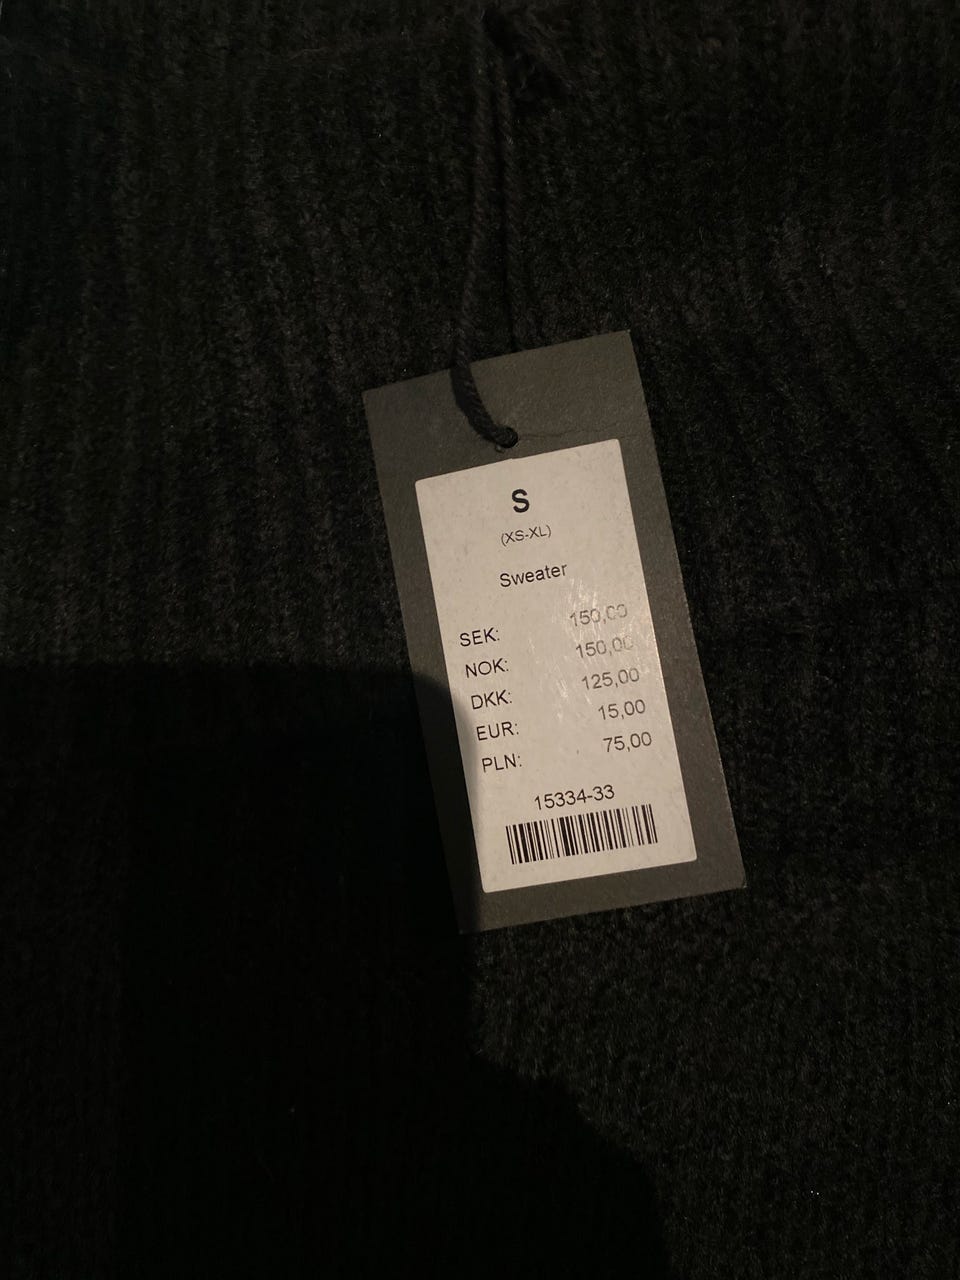 S
(XS-XL)
Sweater
SEK: 150,00
NOK: 150,00
DKK: 125,00
EUR: 15,00
PLN: 75,00
15334-33